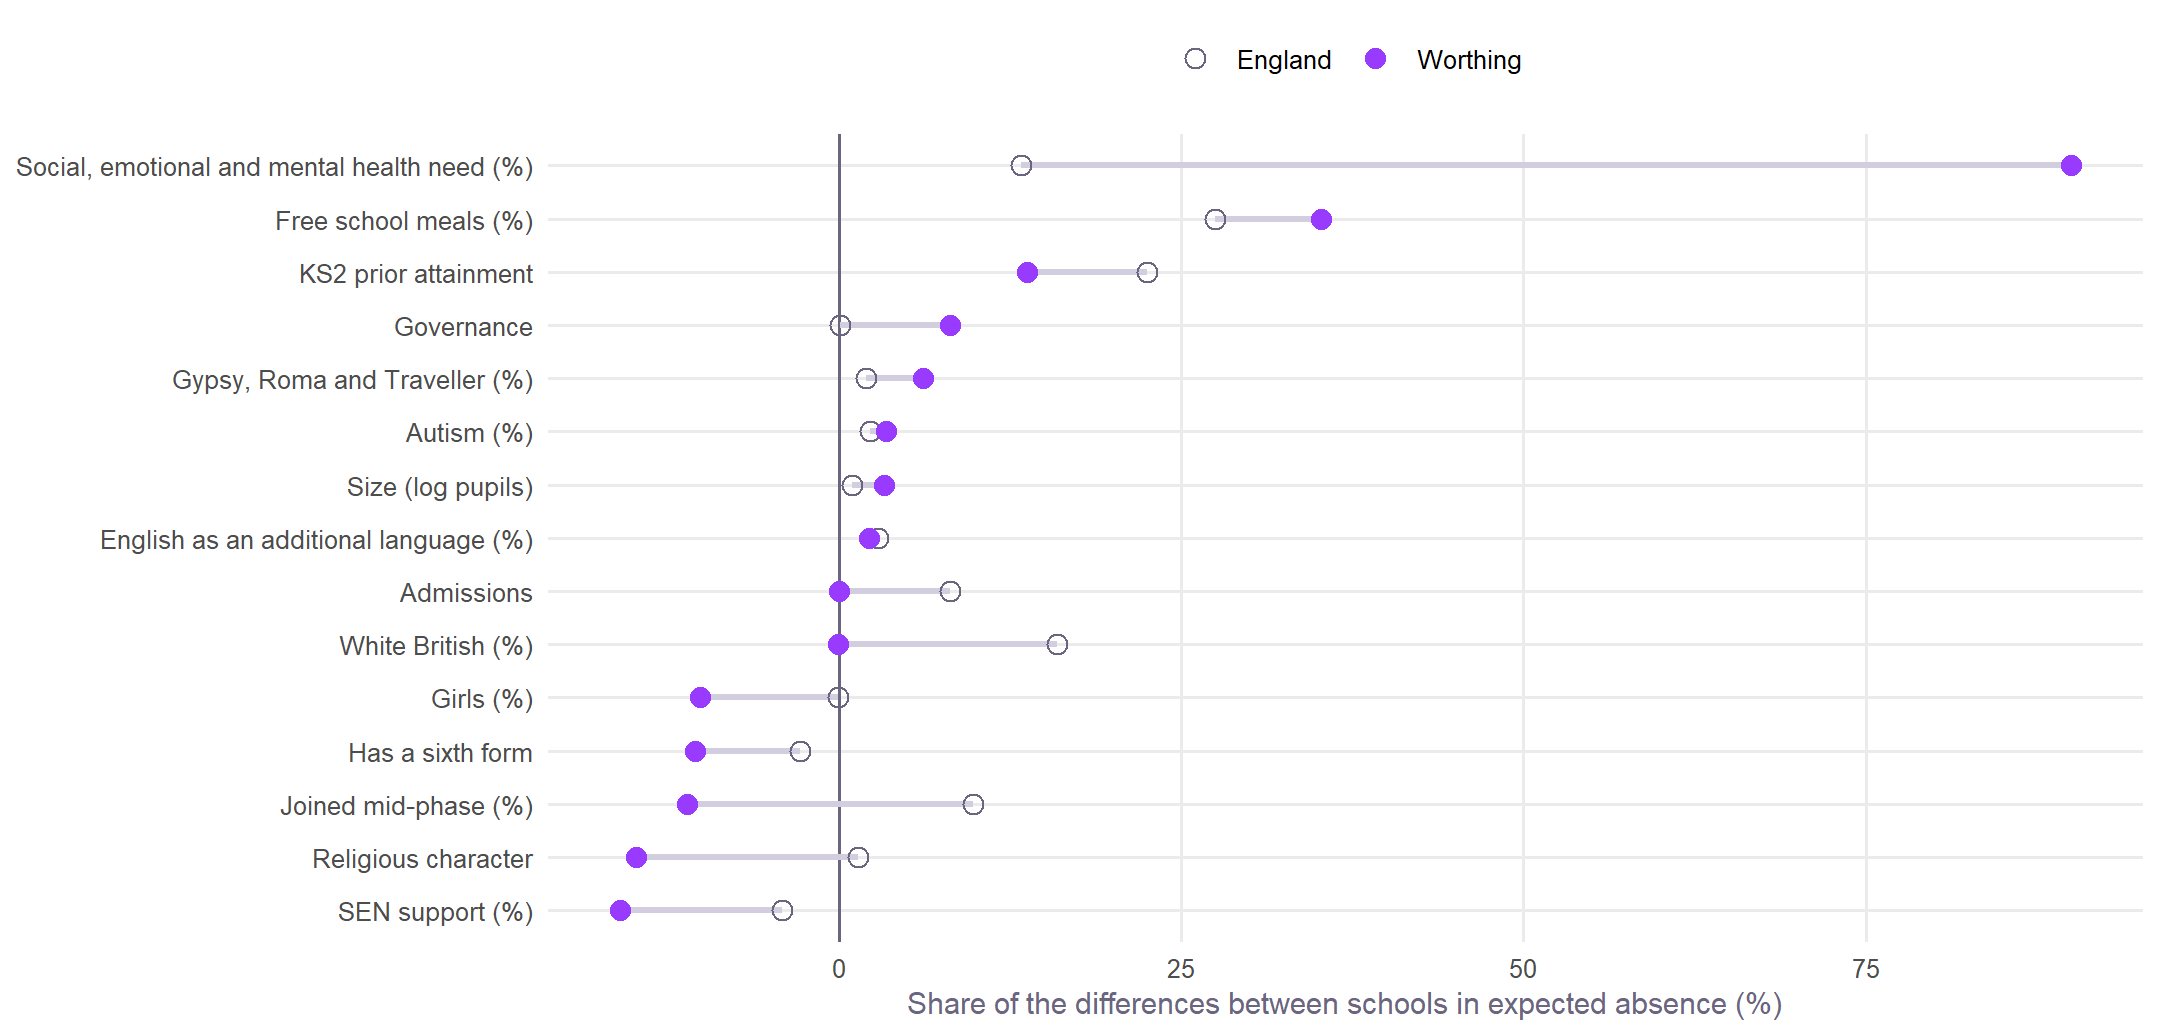 England
Worthing
Social, emotional and mental health need (%)
Free school meals (%)
KS2 prior attainment
Governance
Gypsy, Roma and Traveller (%)
Autism (%)
Size (log pupils)
English as an additional language (%)
Admissions
White British (%)
Girls (%)
Has a sixth form
Joined mid-phase (%)
Religious character
SEN support (%)
0 25 50 75
Share of the differences between schools in expected absence (%)